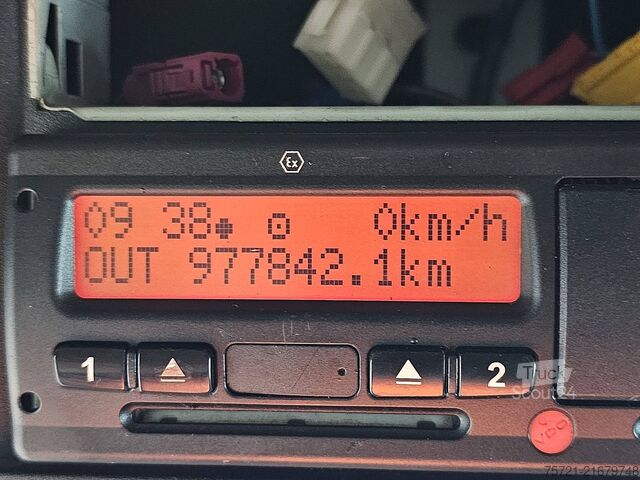 Ex
09 38 0km/h
OUT 977842.1km
1
2
Truck
Scout24
VDO
75721-21679748